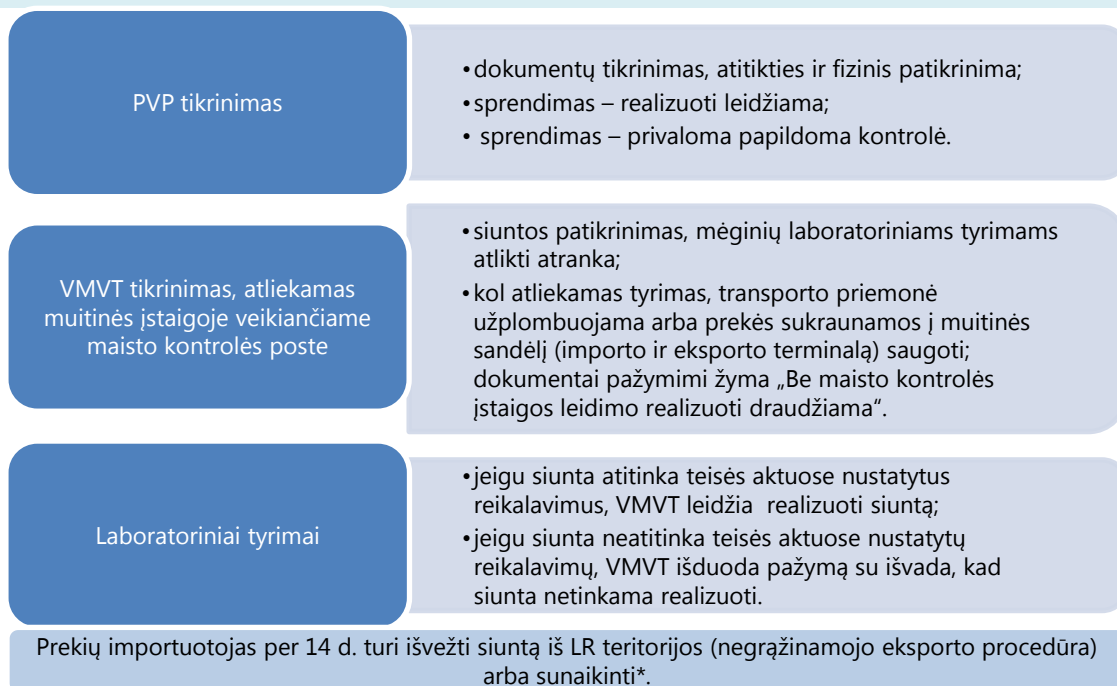 PVP tikrinimas
•dokumentų tikrinimas, atitikties ir fizinis patikrinima;
•sprendimas – realizuoti leidžiama;
• sprendimas – privaloma papildoma kontrolė.
VMVT tikrinimas, atliekamas
muitinės įstaigoje veikiančiame
maisto kontrolės poste
•siuntos patikrinimas, mėginių laboratoriniams tyrimams
atlikti atranka;
•kol atliekamas tyrimas, transporto priemonė
užplombuojama arba prekės sukraunamos į muitinės
sandėlį (importo ir eksporto terminalą) saugoti;
dokumentai pažymimi žyma „Be maisto kontrolės
įstaigos leidimo realizuoti draudžiama“.
Laboratoriniai tyrimai
•jeigu siunta atitinka teisės aktuose nustatytus
reikalavimus, VMVT leidžia realizuoti siuntą;
•jeigu siunta neatitinka teisės aktuose nustatytų
reikalavimų, VMVT išduoda pažymą su išvada, kad
siunta netinkama realizuoti.
Prekių importuotojas per 14 d. turi išvežti siuntą iš LR teritorijos (negrąžinamojo eksporto procedūra)
arba sunaikinti*.